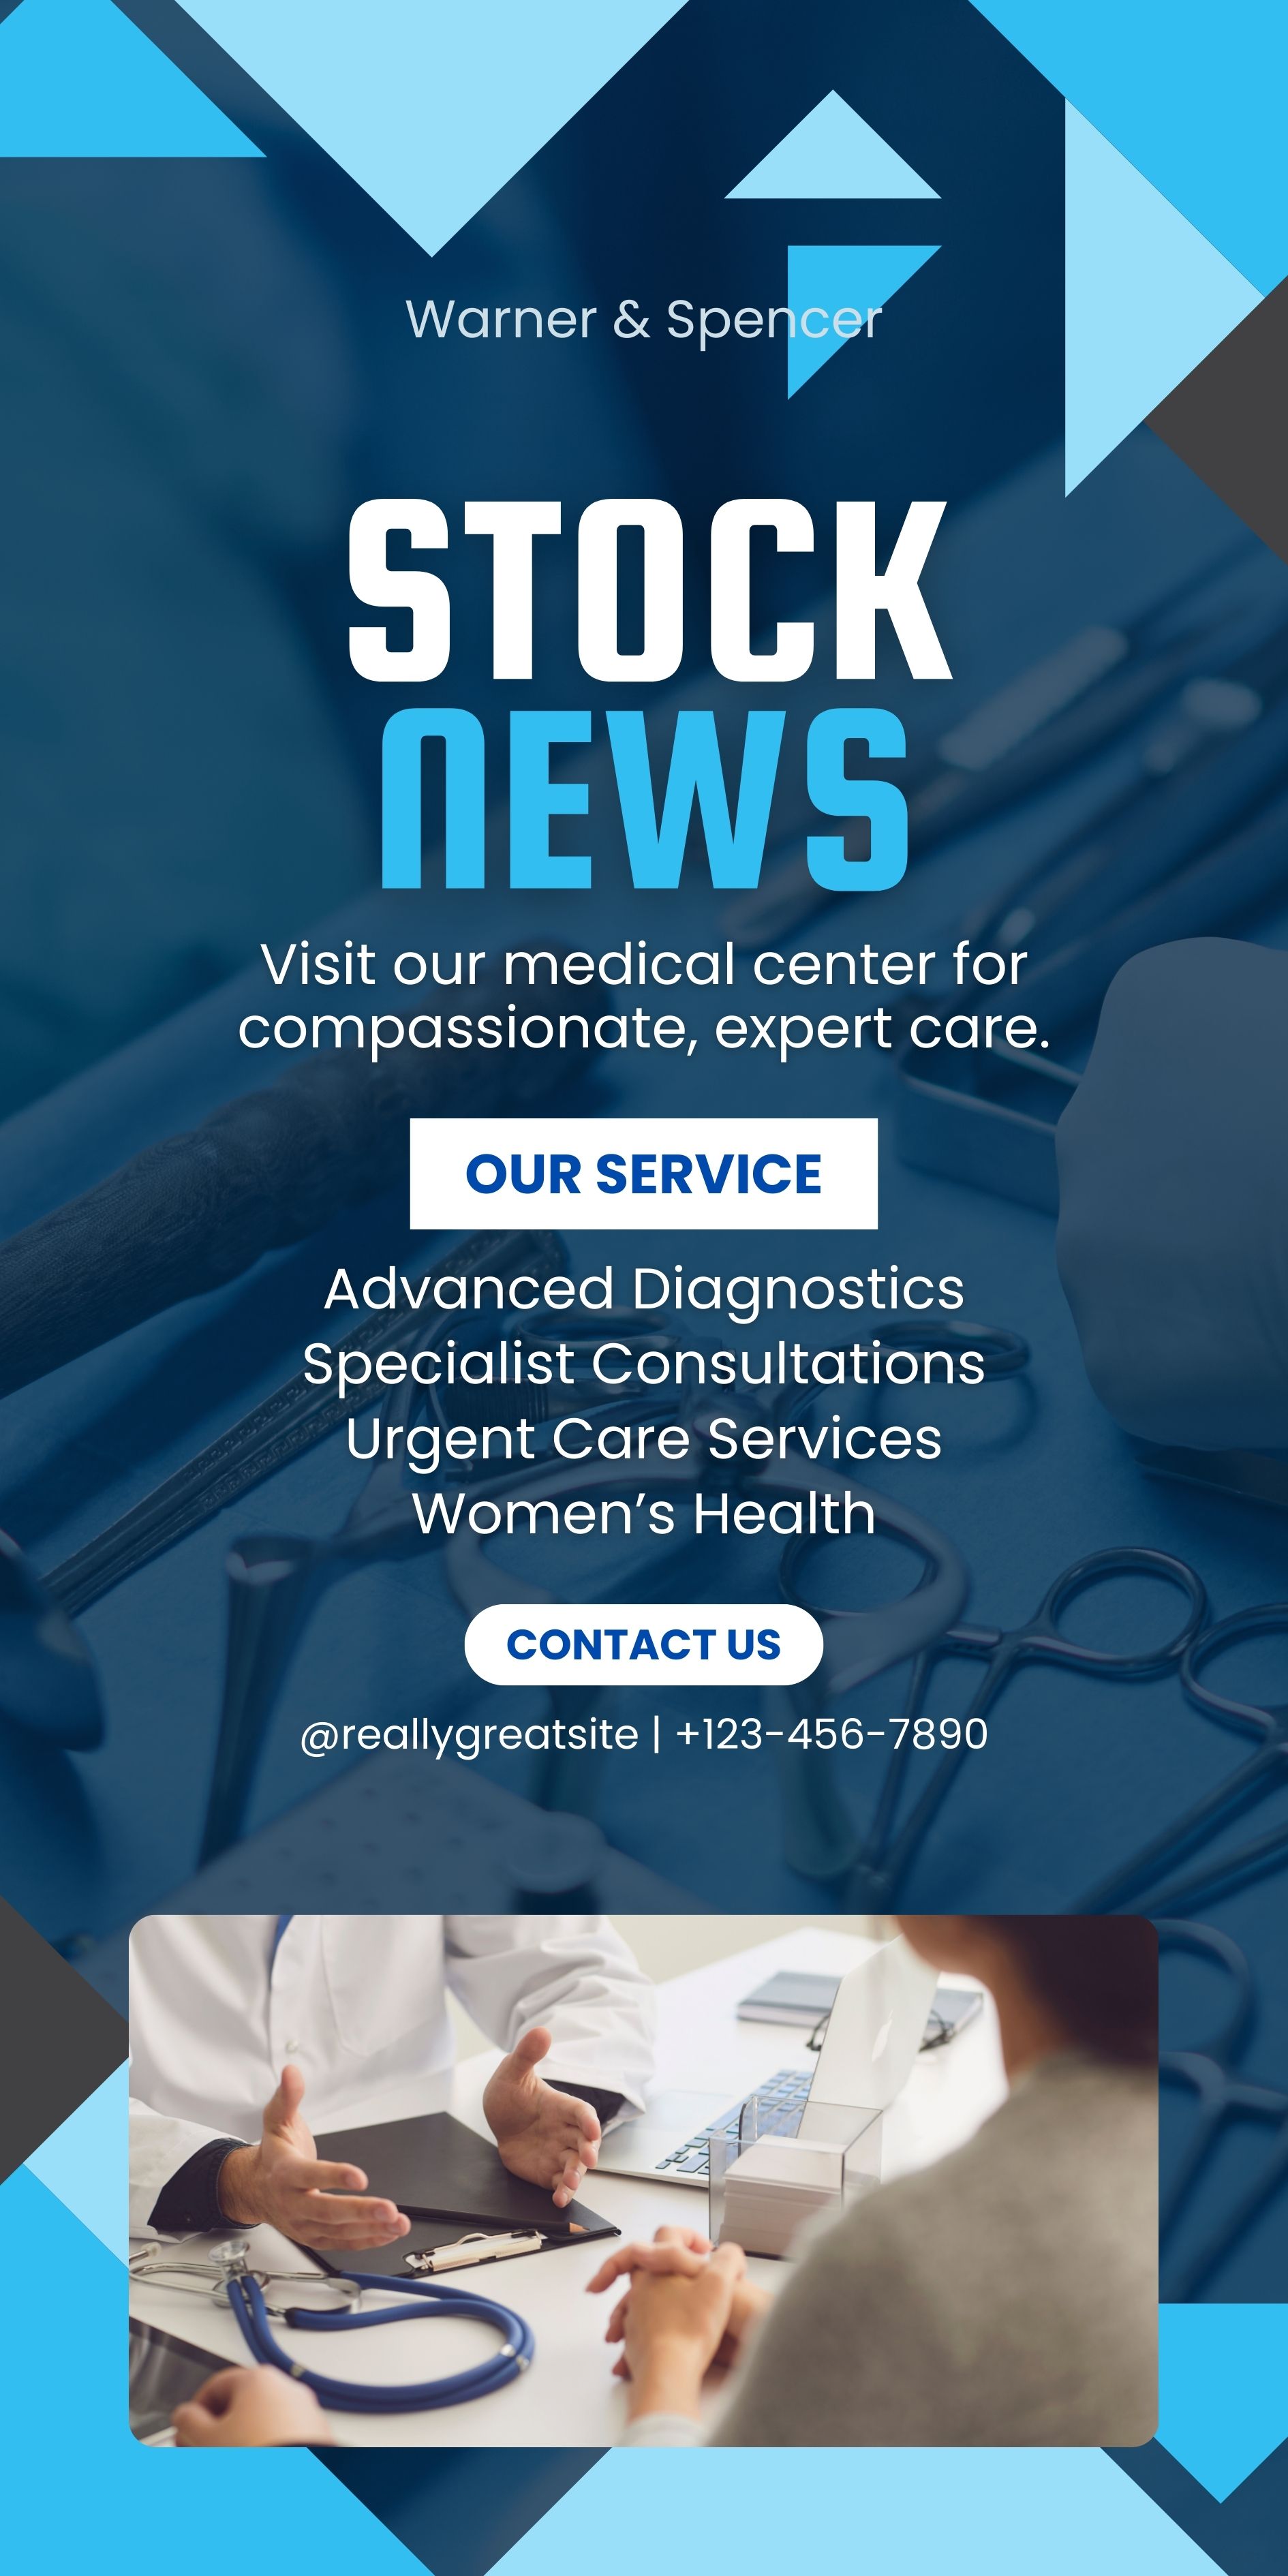 Warner & Spencer
STOCK
NEWS
Visit our medical center for
compassionate, expert care.
OUR SERVICE
Advanced Diagnostics
Specialist Consultations
Urgent Care Services
Women’s Health
CONTACT US
@reallygreatsite | +123-456-7890